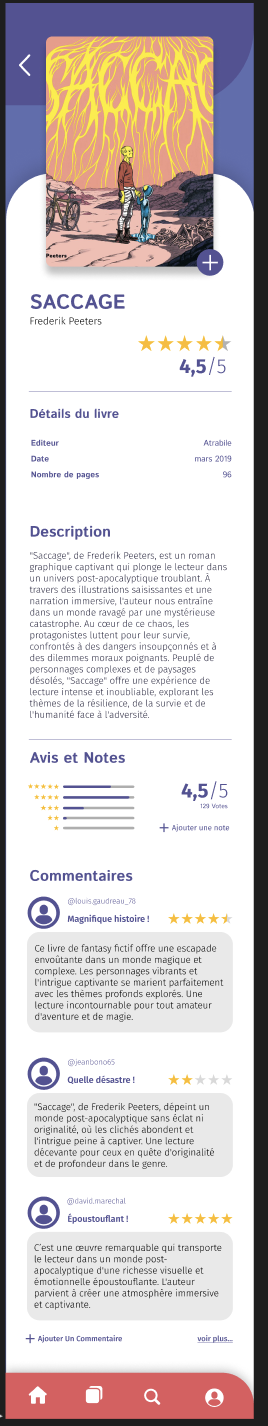 SACCAGE
Peeters
SACCAGE
Frederik Peeters
4,5/5
Détails du livre
Editeur Atrabile
Date mars 2019
Nombre de pages 96
Description
"Saccage", de Frederik Peeters, est un roman
graphique captivant qui plonge le lecteur dans
un univers post-apocalyptique troublant. À
travers des illustrations saisissantes et une
narration immersive, l'auteur nous entraîne
dans un monde ravagé par une mystérieuse
catastrophe. Au cœur de ce chaos, les
protagonistes luttent pour leur survie,
confrontés à des dangers insoupçonnés et à
des dilemmes moraux poignants. Peuplé de
personnages complexes et de paysages
désolés, "Saccage" offre une expérience de
lecture intense et inoubliable, explorant les
thèmes de la résilience, de la survie et de
l'humanité face à l'adversité.
Avis et Notes
4,5/5
129 Votes
Ajouter une note
Commentaires
@louis.gaudreau_78
Magnifique histoire !
Ce livre de fantasy fictif offre une escapade
envoûtante dans un monde magique et
complexe. Les personnages vibrants et
l'intrigue captivante se marient parfaitement
avec les thèmes profonds explorés. Une
lecture incontournable pour tout amateur
d'aventure et de magie.
@jeanbono65
Quelle désastre !
"Saccage", de Frederik Peeters, dépeint un
monde post-apocalyptique sans éclat ni
originalité, où les clichés abondent et
l'intrigue peine à captiver. Une lecture
décevante pour ceux en quête d'originalité
et de profondeur dans le genre.
@david.marechal
Époustouflant !
C'est une œuvre remarquable qui transporte
le lecteur dans un monde post-
apocalyptique d'une richesse visuelle et
émotionnelle époustouflante. L'auteur
parvient à créer une atmosphère immersive
et captivante.
Ajouter Un Commentaire voir plus...